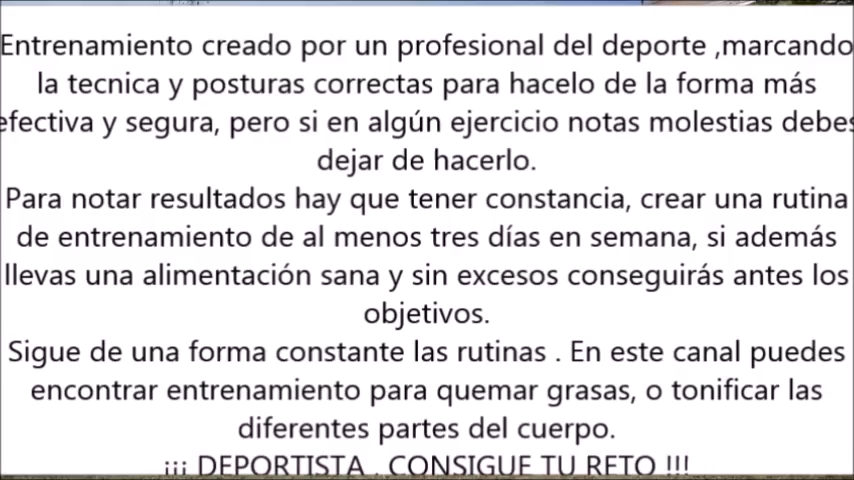 Entrenamiento creado por un profesional del deporte ,marcando
la tecnica y posturas correctas para hacelo de la forma más
efectiva y segura, pero si en algún ejercicio notas molestias debes
dejar de hacerlo.
Para notar resultados hay que tener constancia, crear una rutina
de entrenamiento de al menos tres días en semana, si además
llevas una alimentación sana y sin excesos conseguirás antes los
objetivos.
Sigue de una forma constante las rutinas . En este canal puedes
encontrar entrenamiento para quemar grasas, o tonificar las
diferentes partes del cuerpo.
¡¡¡ DEPORTISTA , CONSIGUE TU RETO !!!